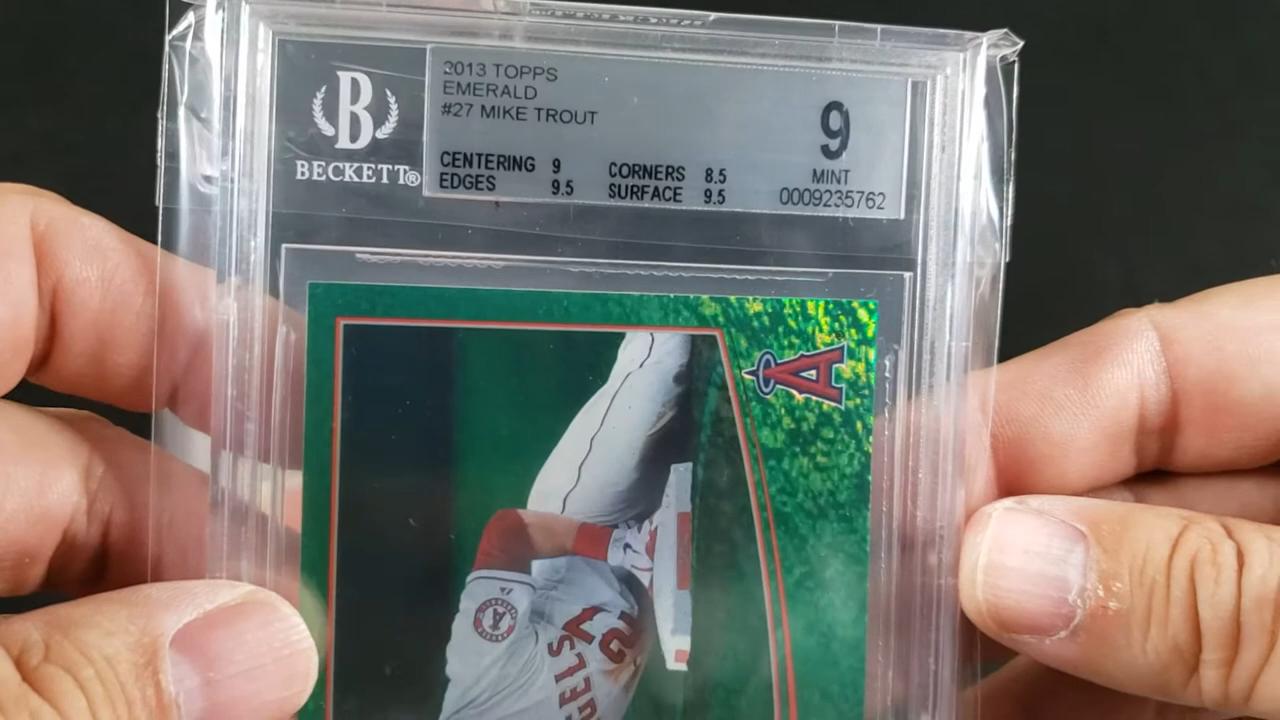 B
BECKETT®
2013 TOPPS
EMERALD
#27 MIKE TROUT
CENTERING 9 CORNERS 8.5
EDGES 9.5 SURFACE 9.5
9
MINT
0009235762
A
27